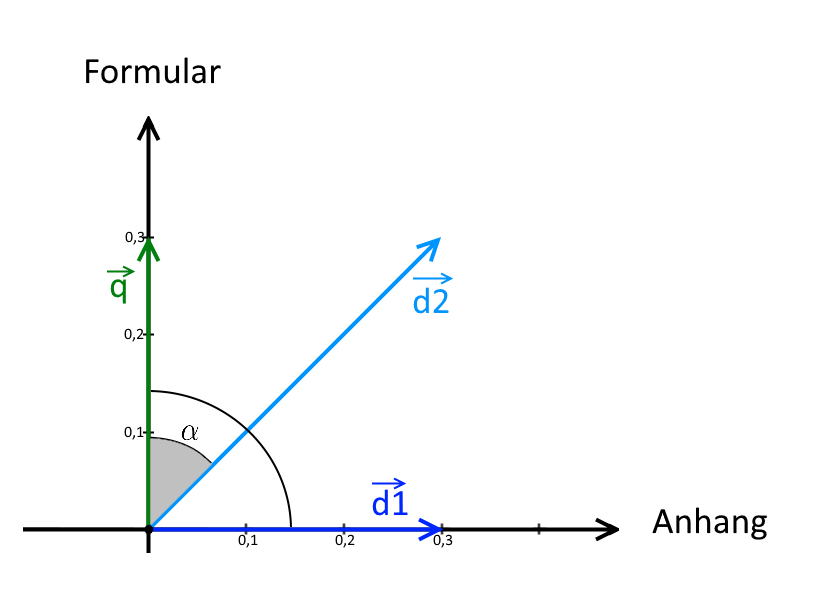 Formular
0,3
q
d2
0,2
0,1
α
d1
Anhang
0,1 0,2 0,3